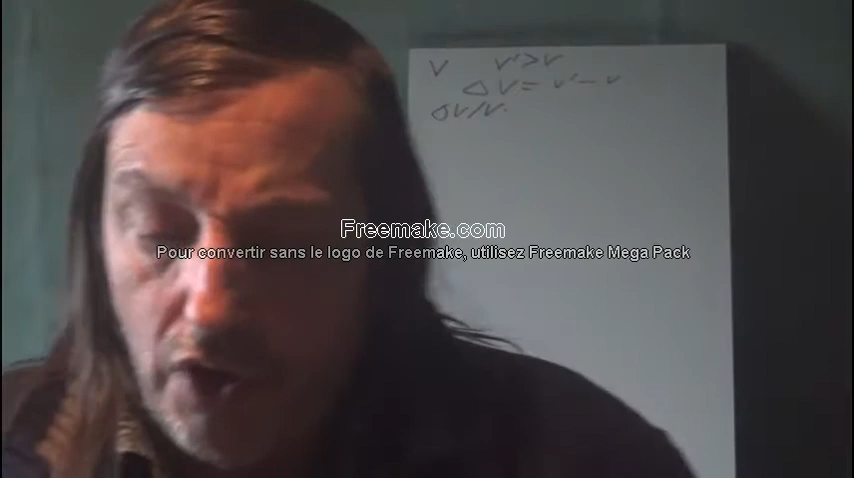 v v'>v
Δv = v' - v
Δv/v.
Freemake.com
Pour convertir sans le logo de Freemake, utilisez Freemake Mega Pack